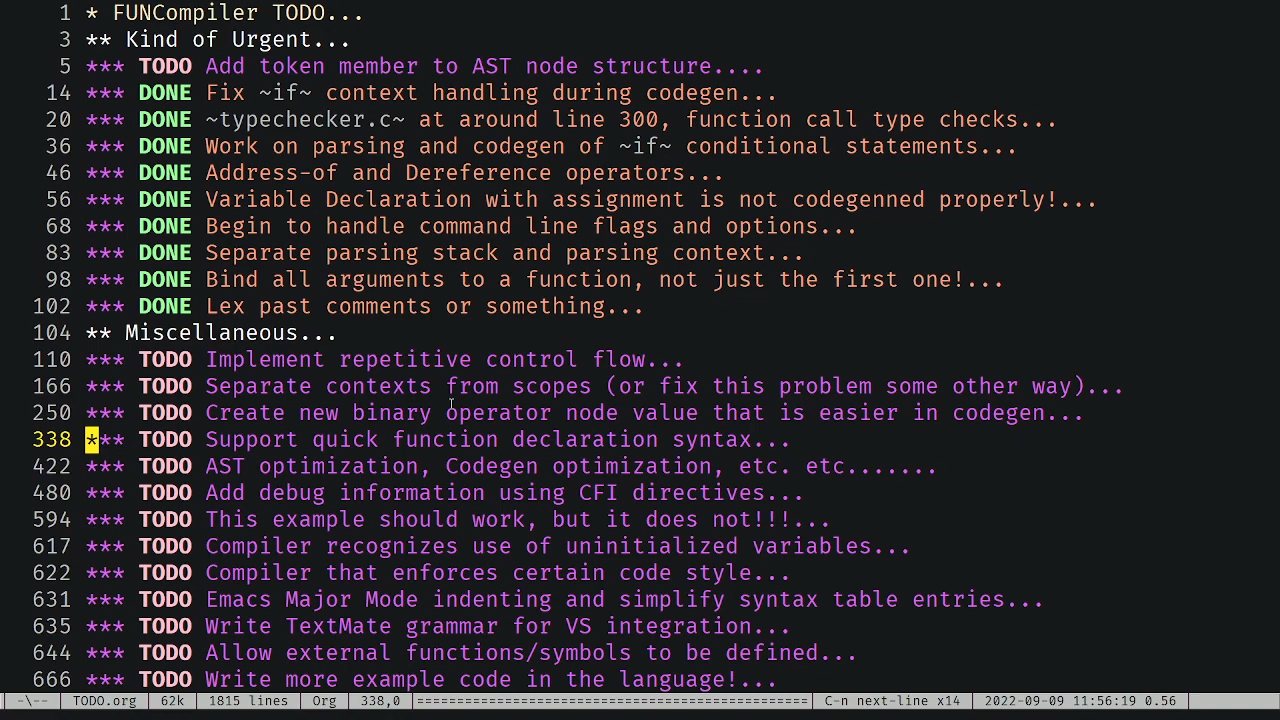 1 * FUNCompiler TODO...
3 ** Kind of Urgent...
5 *** TODO Add token member to AST node structure....
14 *** DONE Fix ~if~ context handling during codegen...
20 *** DONE ~typechecker.c~ at around line 300, function call type checks...
36 *** DONE Work on parsing and codegen of ~if~ conditional statements...
46 *** DONE Address-of and Dereference operators...
56 *** DONE Variable Declaration with assignment is not codegenned properly!...
68 *** DONE Begin to handle command line flags and options...
83 *** DONE Separate parsing stack and parsing context...
98 *** DONE Bind all arguments to a function, not just the first one!...
102 *** DONE Lex past comments or something...
104 ** Miscellaneous...
110 *** TODO Implement repetitive control flow...
166 *** TODO Separate contexts from scopes (or fix this problem some other way)...
250 *** TODO Create new binary operator node value that is easier in codegen...
338 *** TODO Support quick function declaration syntax...
422 *** TODO AST optimization, Codegen optimization, etc. etc.......
480 *** TODO Add debug information using CFI directives...
594 *** TODO This example should work, but it does not!!!...
617 *** TODO Compiler recognizes use of uninitialized variables...
622 *** TODO Compiler that enforces certain code style...
631 *** TODO Emacs Major Mode indenting and simplify syntax table entries...
635 *** TODO Write TextMate grammar for VS integration...
644 *** TODO Allow external functions/symbols to be defined...
666 *** TODO Write more example code in the language!...
-\-- TODO.org 62k 1815 lines Org 338,0 ============================================= C-n next-line x14 2022-09-09 11:56:19 0.56